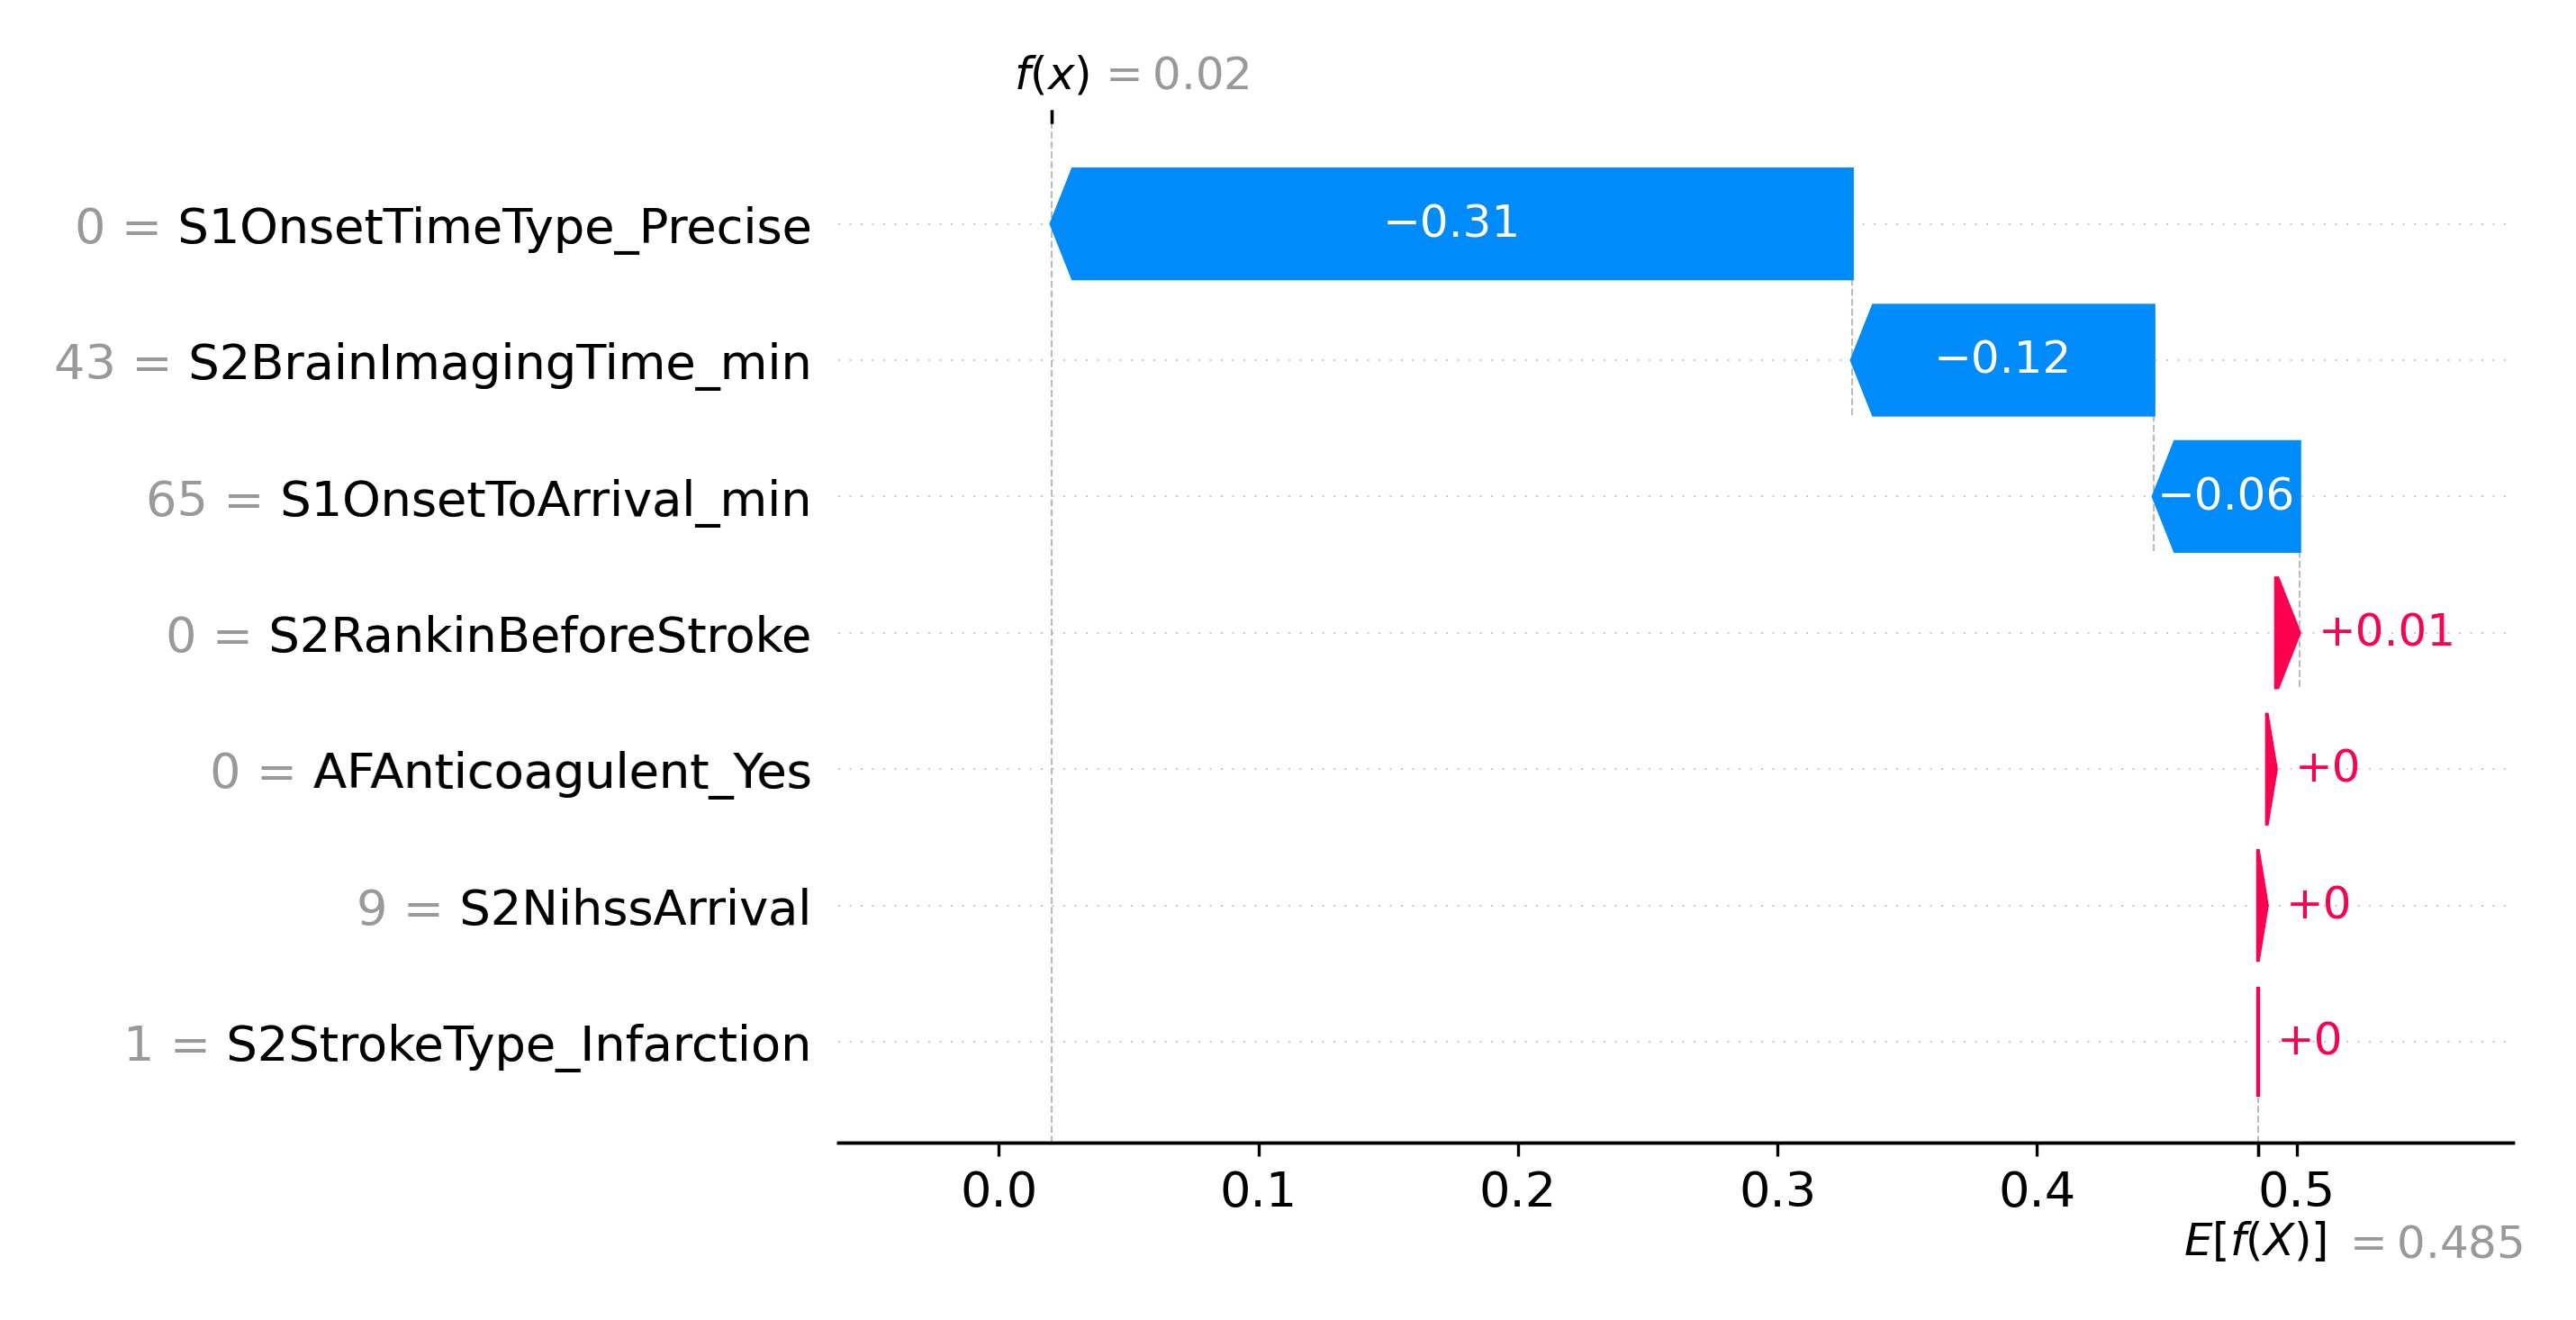 f(x) = 0.02
0 = S1OnsetTimeType_Precise −0.31
43 = S2BrainImagingTime_min −0.12
65 = S1OnsetToArrival_min −0.06
0 = S2RankinBeforeStroke +0.01
0 = AFAnticoagulent_Yes +0
9 = S2NihssArrival +0
1 = S2StrokeType_Infarction +0
0.0 0.1 0.2 0.3 0.4 0.5
E[f(X)] = 0.485